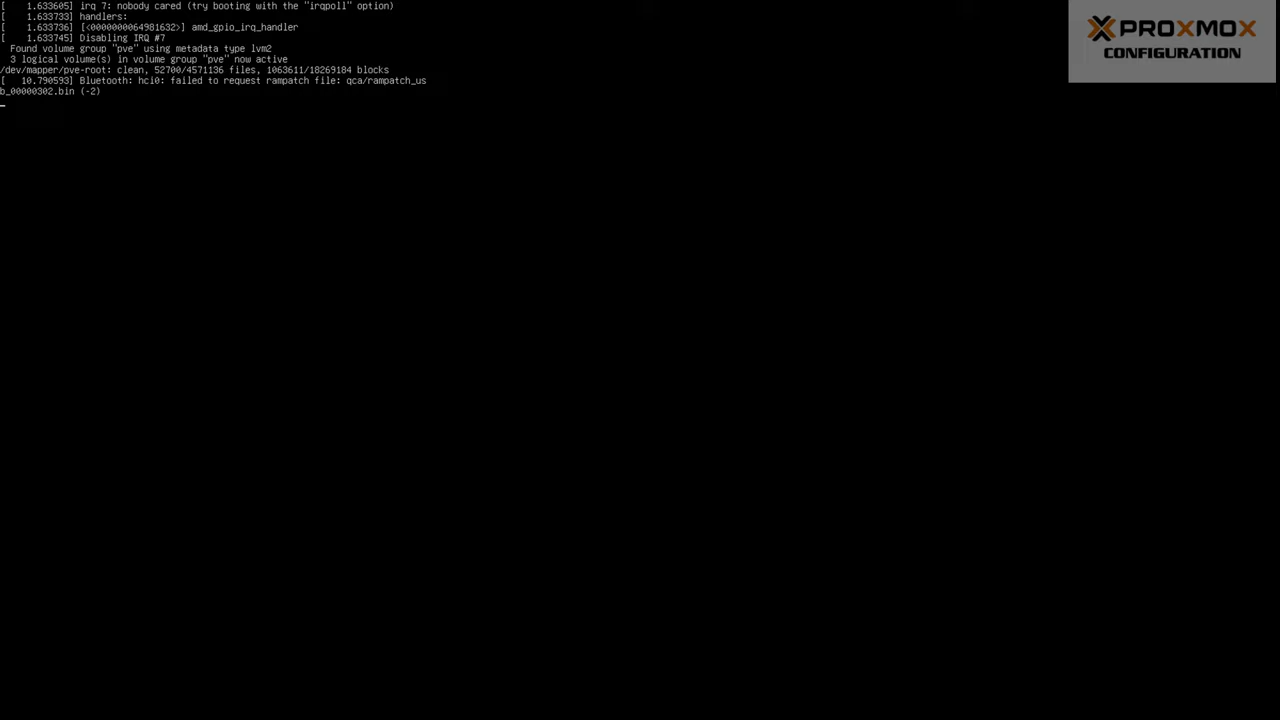 [    1.633605] irq 7: nobody cared (try booting with the "irqpoll" option)
[    1.633733] handlers:
[    1.633736] [<0000000064981632>] amd_gpio_irq_handler
[    1.633745] Disabling IRQ #7
  Found volume group "pve" using metadata type lvm2
  3 logical volume(s) in volume group "pve" now active
/dev/mapper/pve-root: clean, 52700/4571136 files, 1063611/18269184 blocks
[   10.790593] Bluetooth: hci0: failed to request rampatch file: qca/rampatch_us
b_00000302.bin (-2)
PROXMOX
CONFIGURATION